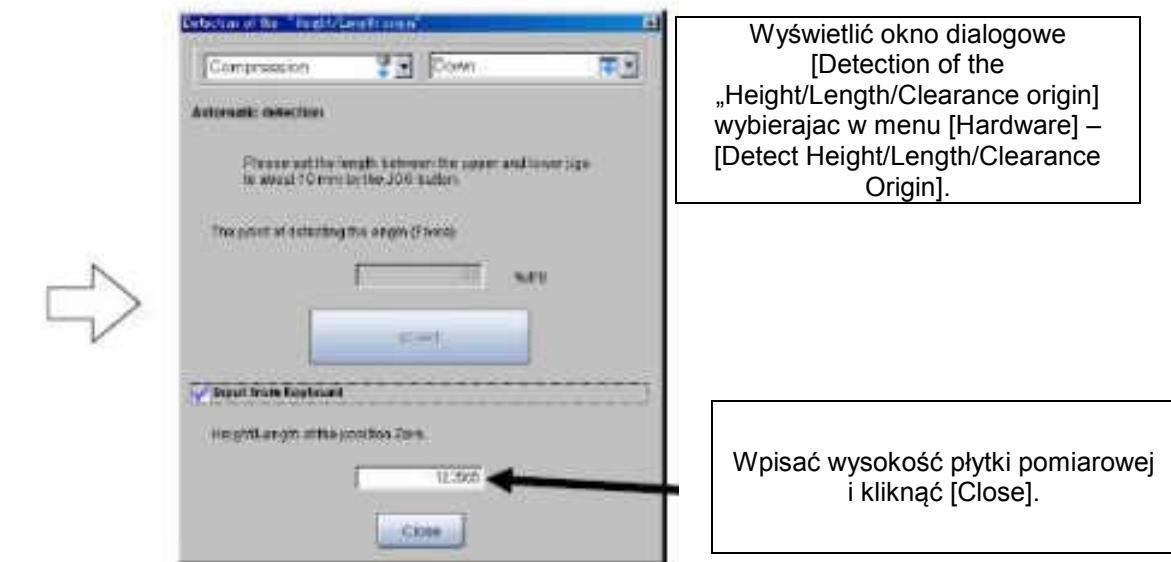 Detection of the "Height/Length origin"
Compression
Down
Automatic detection
Please set the length between the upper and lower jigs
to about 10 mm by the JOG button.
The point of detecting the origin (Force)
Start
Input from Keyboard
Height/Length of the position Zero.
Close
Wyświetlić okno dialogowe
[Detection of the
„Height/Length/Clearance origin]
wybierajac w menu [Hardware] –
[Detect Height/Length/Clearance
Origin].
Wpisać wysokość płytki pomiarowej
i kliknąć [Close].